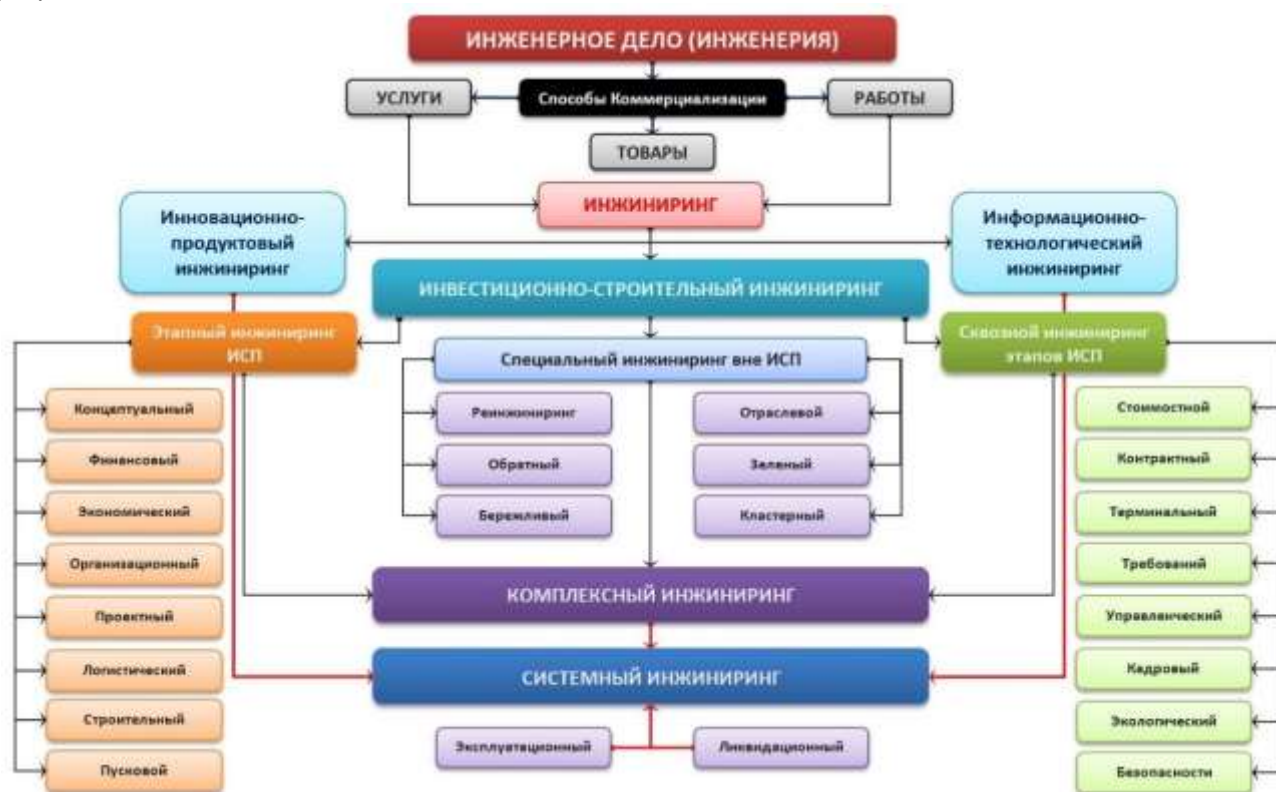 ИНЖЕНЕРНОЕ ДЕЛО (ИНЖЕНЕРИЯ)
УСЛУГИ
Способы Коммерциализации
РАБОТЫ
ТОВАРЫ
ИНЖИНИРИНГ
Инновационно-
продуктовый
инжиниринг
Информационно-
технологический
инжиниринг
ИНВЕСТИЦИОННО-СТРОИТЕЛЬНЫЙ ИНЖИНИРИНГ
Этапный инжиниринг
ИСП
Специальный инжиниринг вне ИСП
Сквозной инжиниринг
этапов ИСП
Концептуальный
Финансовый
Экономический
Организационный
Проектный
Логистический
Строительный
Пусковой
Реинжиниринг
Обратный
Бережливый
Отраслевой
Зеленый
Кластерный
Стоимостной
Контрактный
Терминальный
Требований
Управленческий
Кадровый
Экологический
Безопасности
КОМПЛЕКСНЫЙ ИНЖИНИРИНГ
СИСТЕМНЫЙ ИНЖИНИРИНГ
Эксплуатационный
Ликвидационный